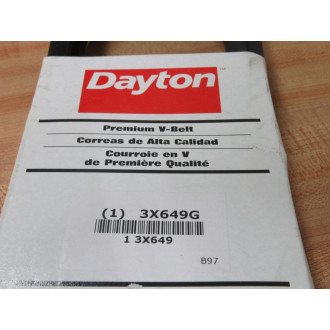 Dayton
Premium V-Belt
Correas de Alta Calidad
Courroie en V
de Première Qualité
(1) 3X649G
1 3X649
B97